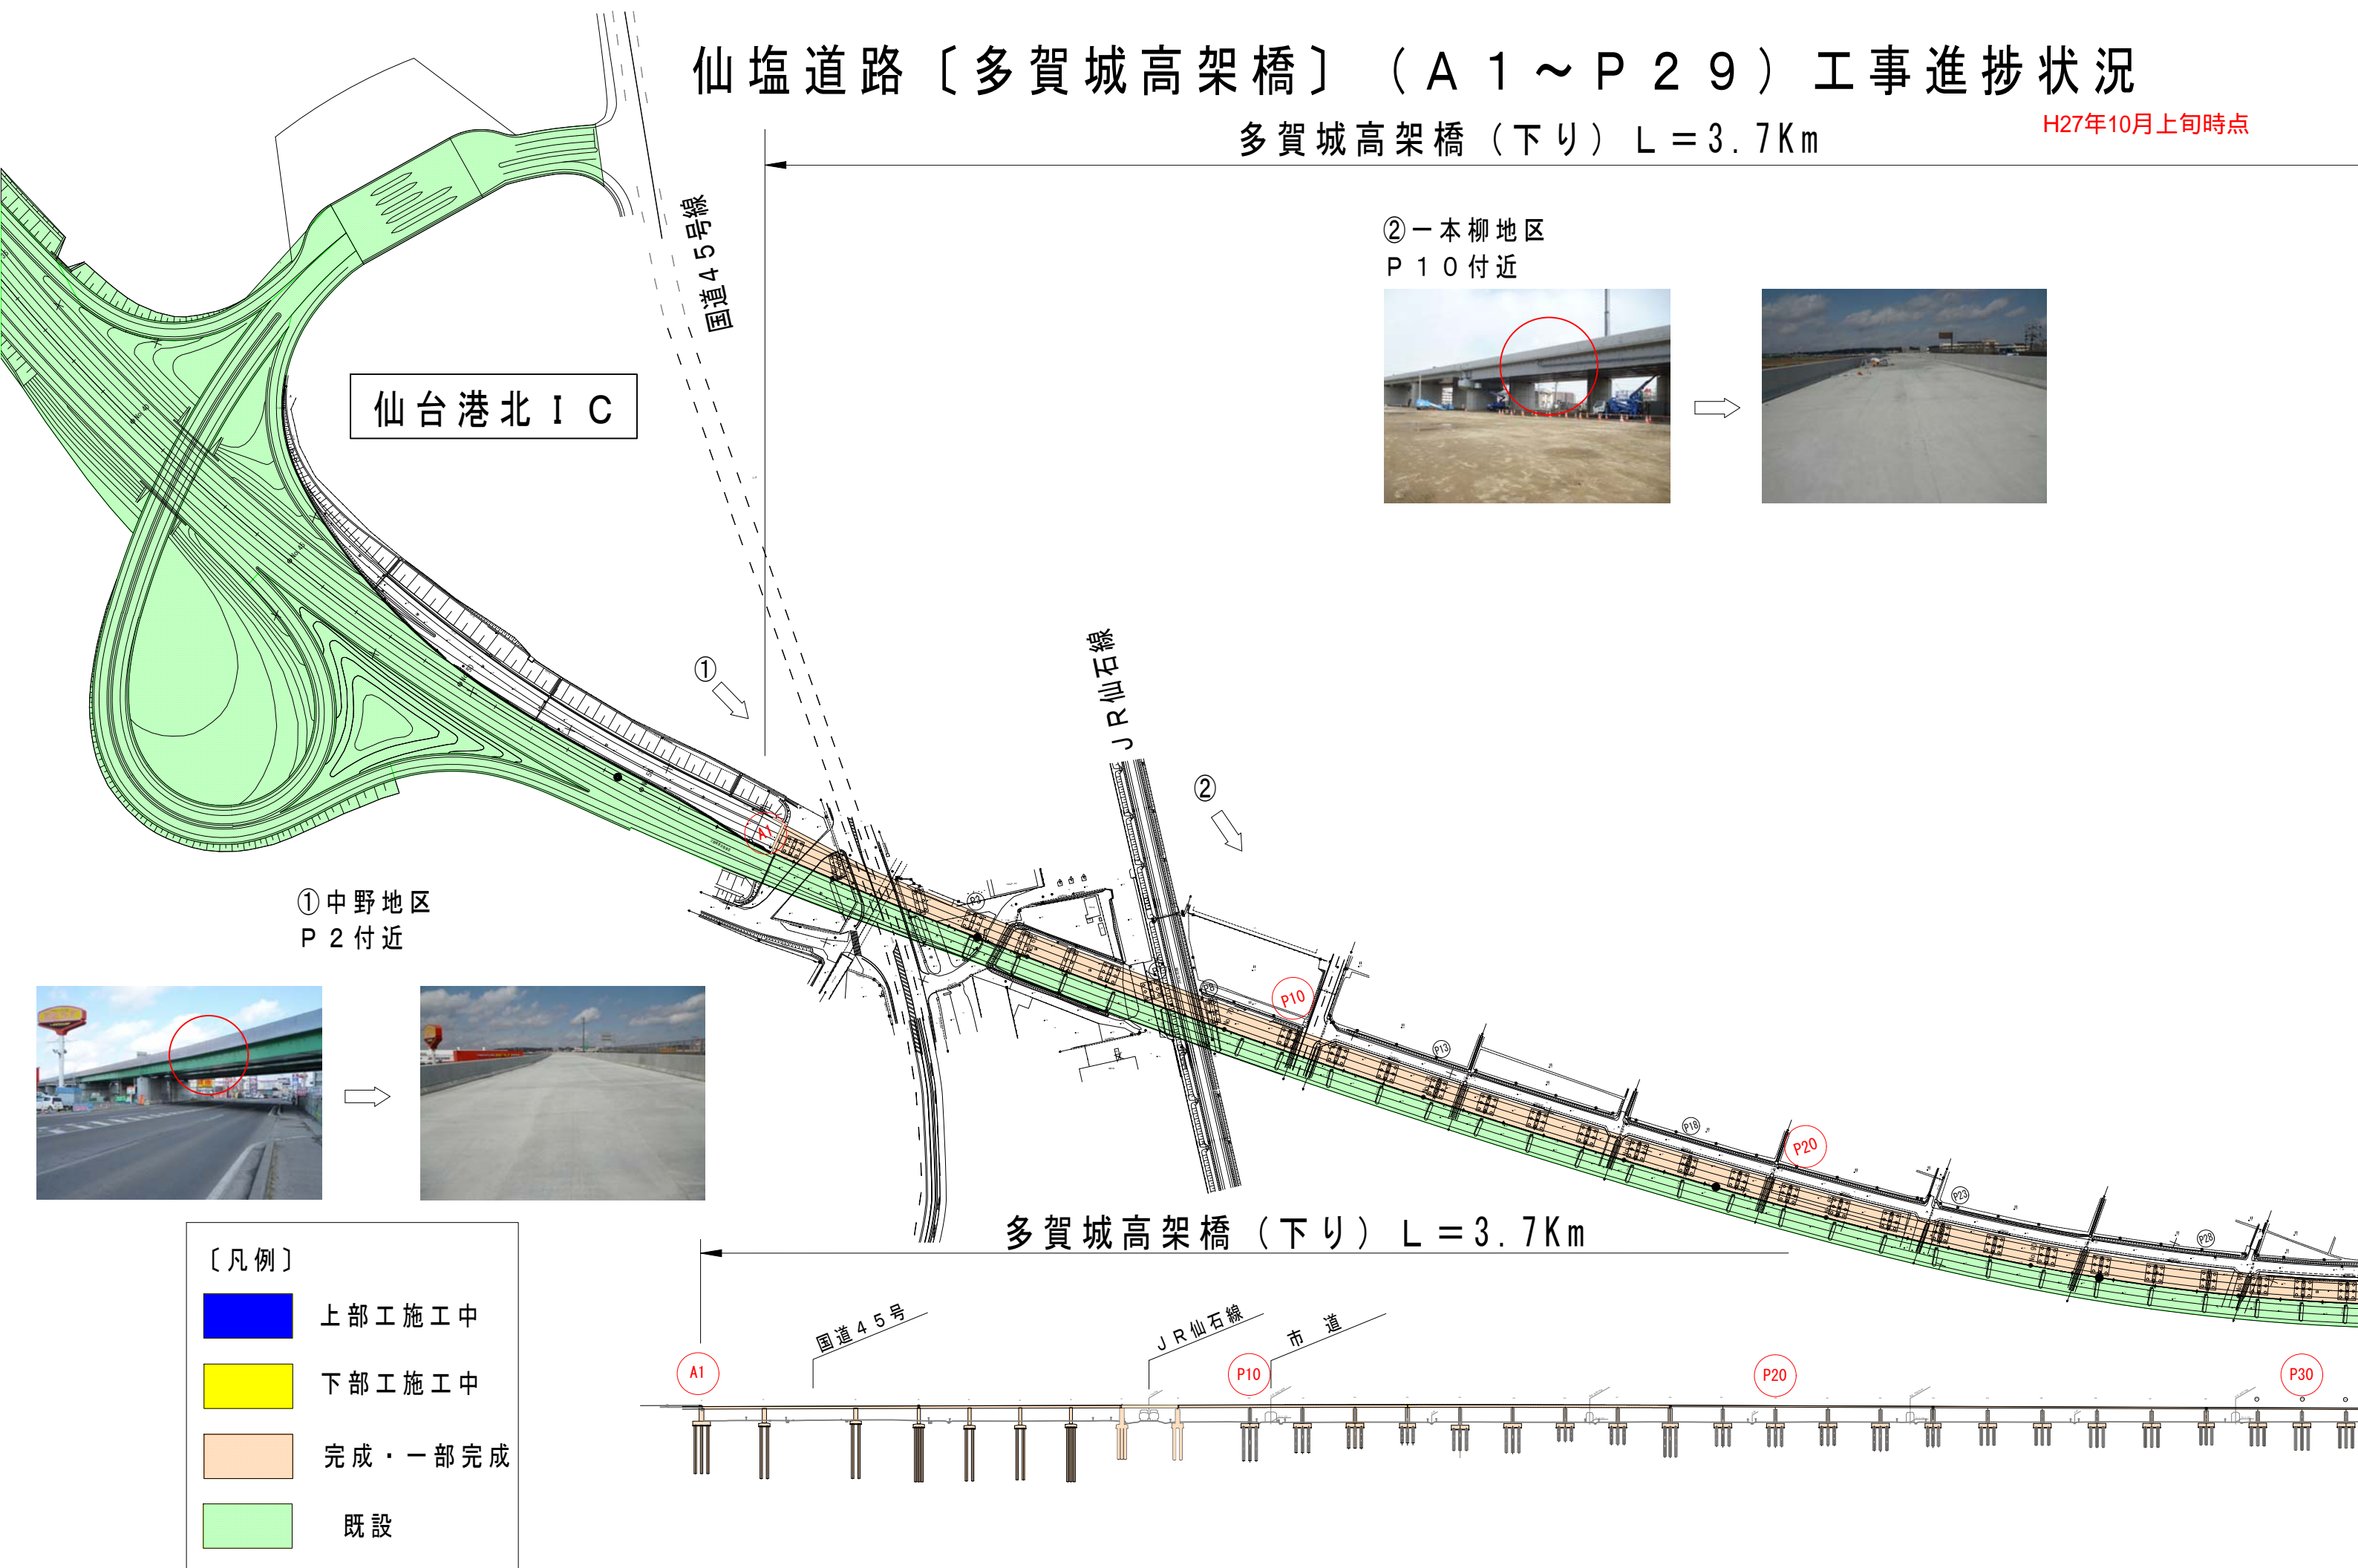 仙塩道路〔多賀城高架橋〕（Ａ１～Ｐ２９）工事進捗状況
H27年10月上旬時点
多賀城高架橋（下り）Ｌ＝3.7Km
国道４５号線
②一本柳地区
Ｐ１０付近
仙台港北ＩＣ
①
ＪＲ仙石線
②
A1
①中野地区
Ｐ２付近
P3
P8
P10
P13
P18
P20
P23
P28
多賀城高架橋（下り）Ｌ＝3.7Km
〔凡例〕
上部工施工中
下部工施工中
完成・一部完成
既設
国道４５号
ＪＲ仙石線
市道
A1
P10
P20
P30